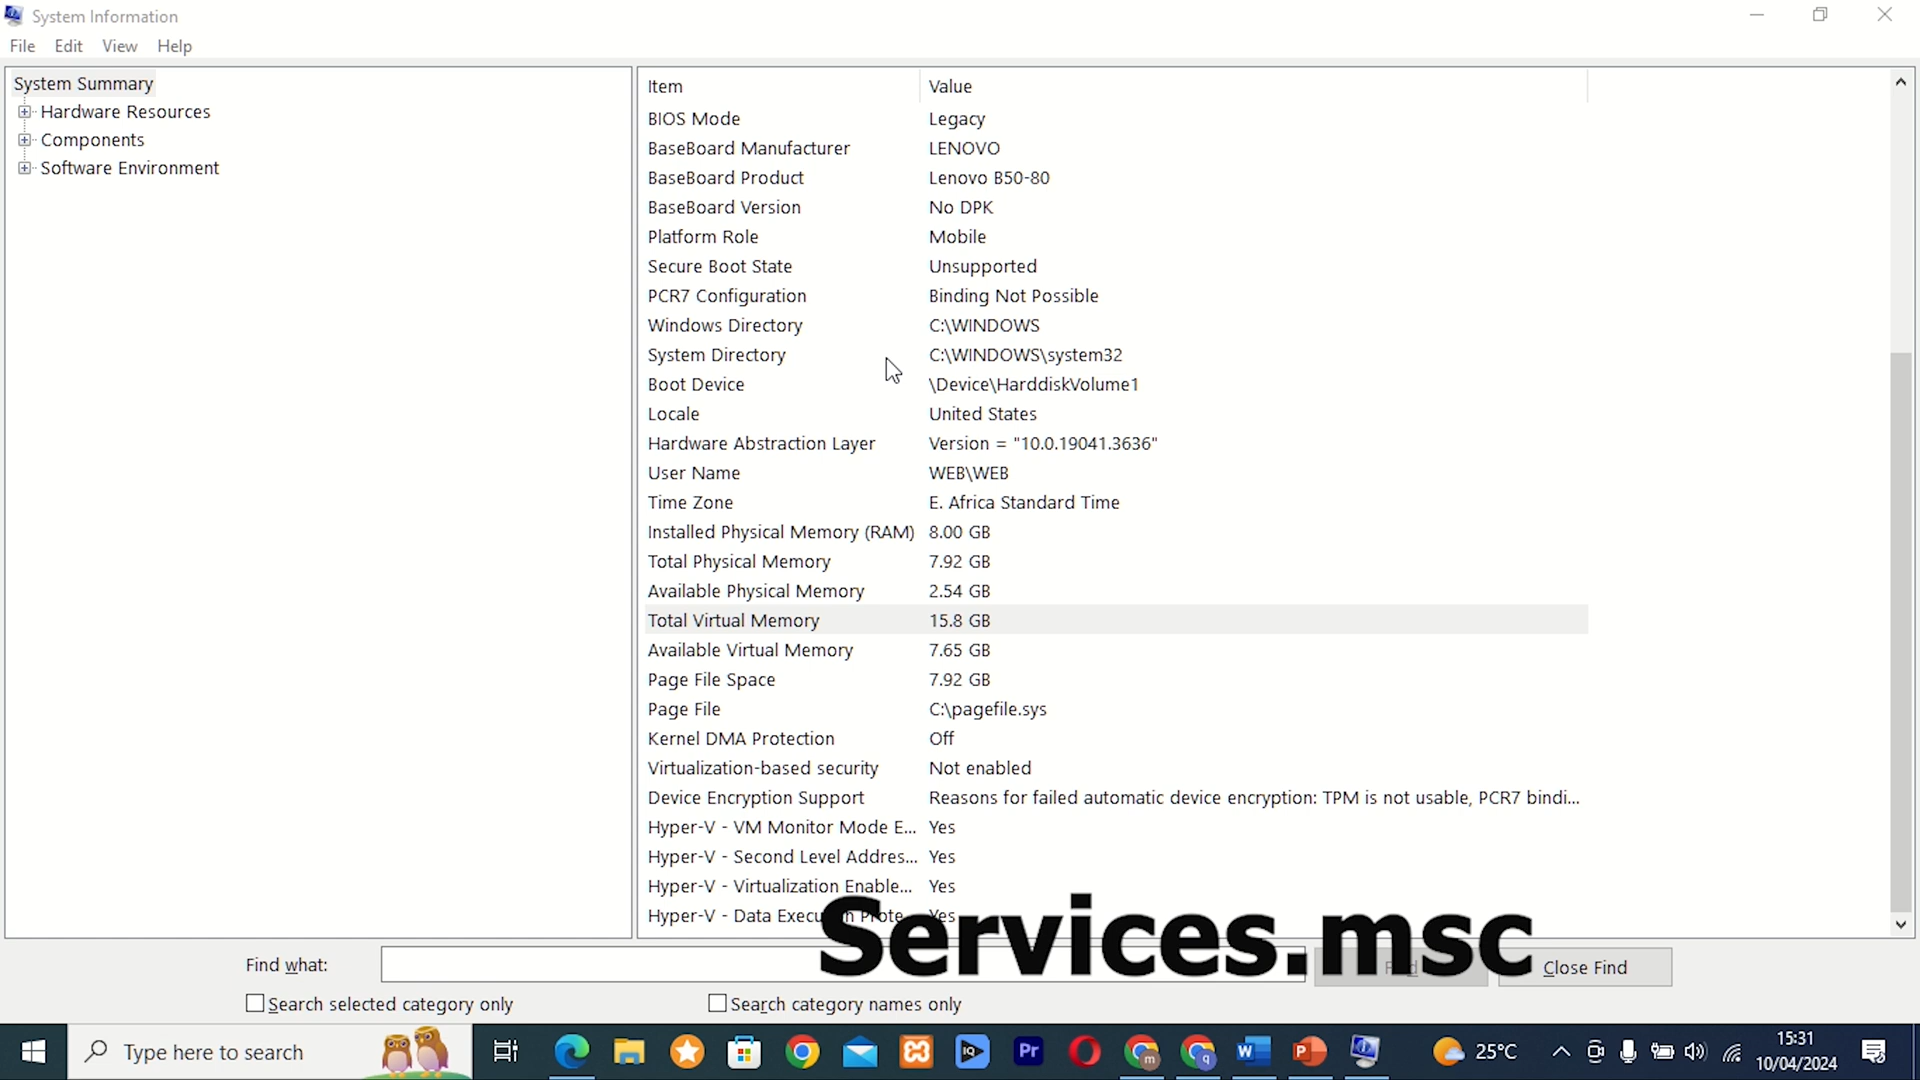 System Information
File Edit View Help
System Summary
Hardware Resources
Components
Software Environment
Item Value
BIOS Mode Legacy
BaseBoard Manufacturer LENOVO
BaseBoard Product Lenovo B50-80
BaseBoard Version No DPK
Platform Role Mobile
Secure Boot State Unsupported
PCR7 Configuration Binding Not Possible
Windows Directory C:\WINDOWS
System Directory C:\WINDOWS\system32
Boot Device \Device\HarddiskVolume1
Locale United States
Hardware Abstraction Layer Version = "10.0.19041.3636"
User Name WEB\WEB
Time Zone E. Africa Standard Time
Installed Physical Memory (RAM) 8.00 GB
Total Physical Memory 7.92 GB
Available Physical Memory 2.54 GB
Total Virtual Memory 15.8 GB
Available Virtual Memory 7.65 GB
Page File Space 7.92 GB
Page File C:\pagefile.sys
Kernel DMA Protection Off
Virtualization-based security Not enabled
Device Encryption Support Reasons for failed automatic device encryption: TPM is not usable, PCR7 bindi...
Hyper-V - VM Monitor Mode E... Yes
Hyper-V - Second Level Addres... Yes
Hyper-V - Virtualization Enable... Yes
Hyper-V - Data Yes
Services.msc
Find what: Close Find
Search selected category only Search category names only
Type here to search
IQ Pr m q W P 25°C
15:31
10/04/2024